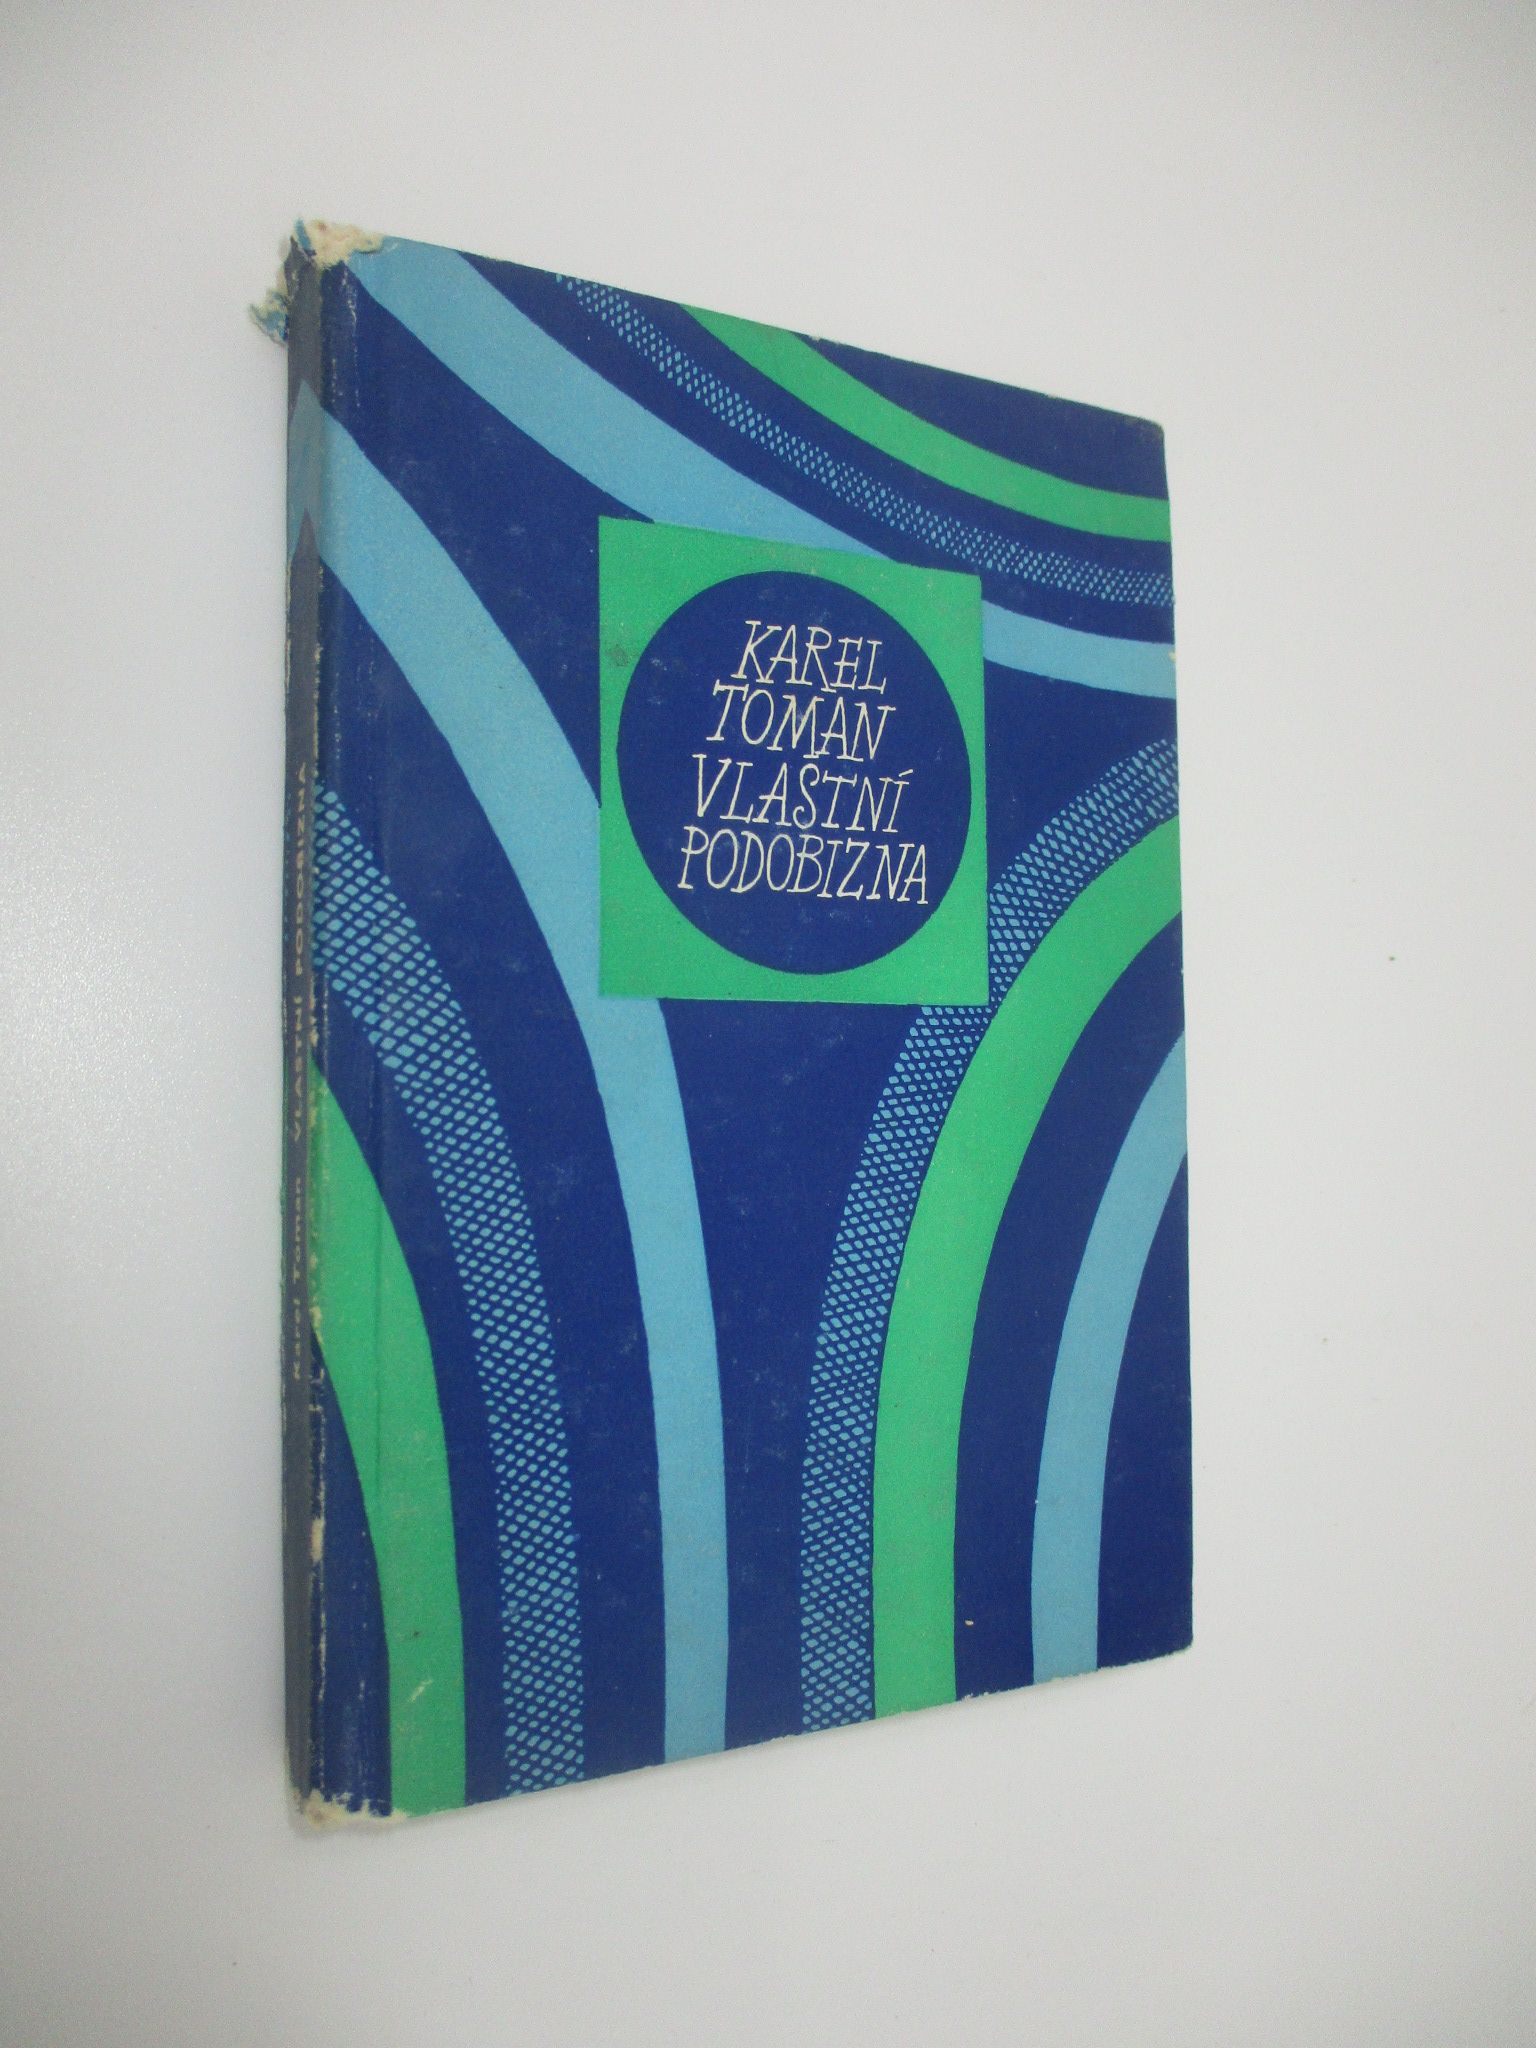 KAREL
TOMAN
VLASTNÍ
PODOBIZNA
Karel Toman VLASTNÍ PODOBIZNA